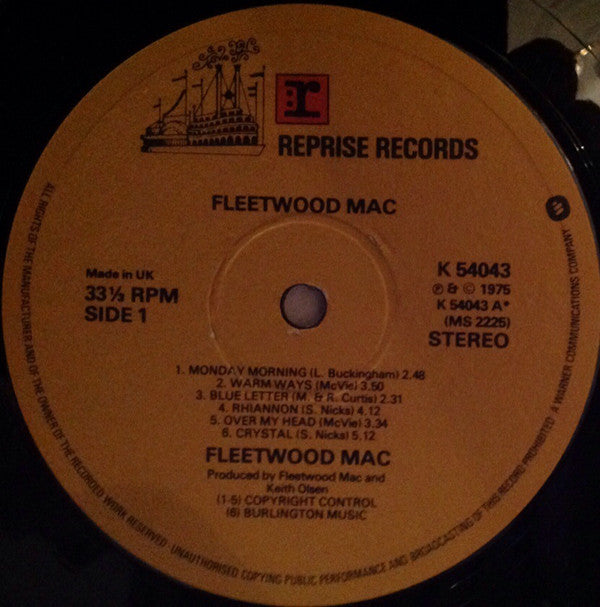 R
REPRISE RECORDS
FLEETWOOD MAC
Made in UK
33⅓ RPM
SIDE 1
K 54043
℗ & © 1975
K 54043 A*
(MS 2225)
STEREO
1. MONDAY MORNING (L. Buckingham) 2.48
2. WARM WAYS (McVie) 3.50
3. BLUE LETTER (M. & R. Curtis) 2.31
4. RHIANNON (S. Nicks) 4.12
5. OVER MY HEAD (McVie) 3.34
6. CRYSTAL (S. Nicks) 5.12
FLEETWOOD MAC
Produced by Fleetwood Mac and
Keith Olsen
(1-5) COPYRIGHT CONTROL
(6) BURLINGTON MUSIC
ALL RIGHTS OF THE MANUFACTURER AND OF THE OWNER OF THE RECORDED WORK RESERVED · UNAUTHORISED COPYING PUBLIC PERFORMANCE AND BROADCASTING OF THIS RECORD PROHIBITED · A WARNER COMMUNICATIONS COMPANY